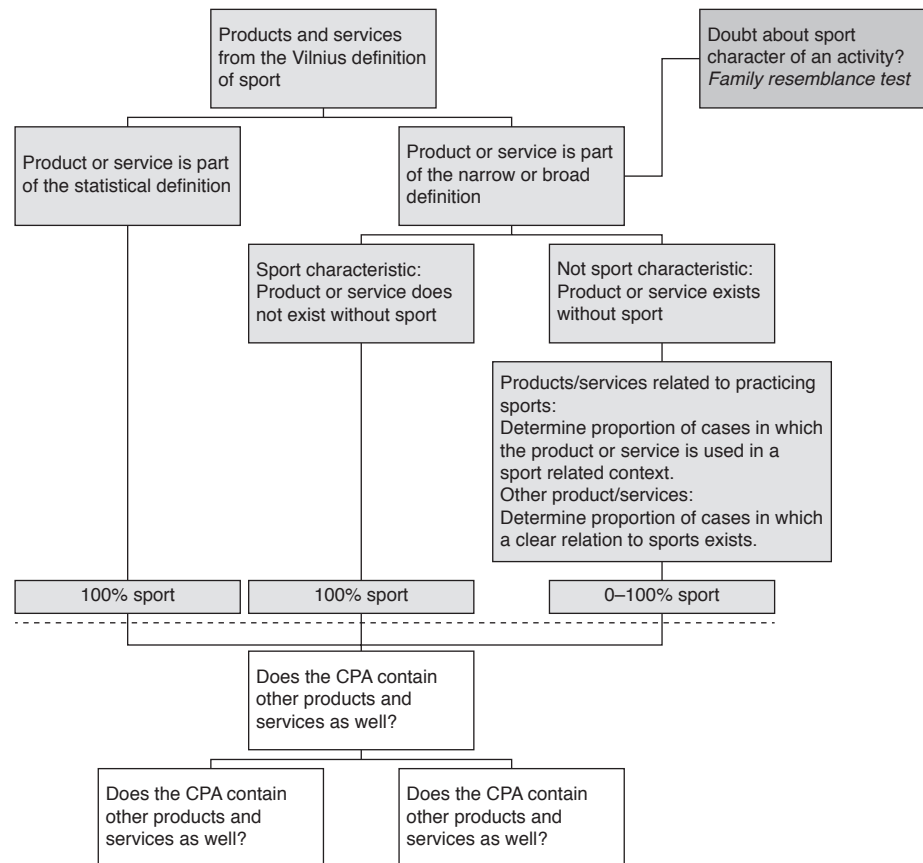 Products and services
from the Vilnius definition
of sport
Doubt about sport
character of an activity?
Family resemblance test
Product or service is part
of the statistical definition
Product or service is part
of the narrow or broad
definition
Sport characteristic:
Product or service does
not exist without sport
Not sport characteristic:
Product or service exists
without sport
Products/services related to practicing
sports:
Determine proportion of cases in which
the product or service is used in a
sport related context.
Other product/services:
Determine proportion of cases in which
a clear relation to sports exists.
100% sport
100% sport
0–100% sport
Does the CPA contain
other products and
services as well?
Does the CPA contain
other products and
services as well?
Does the CPA contain
other products and
services as well?